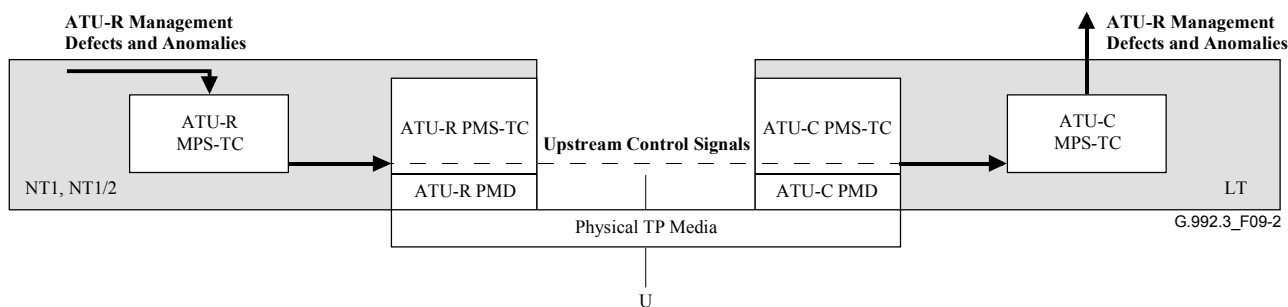 ATU-R Management
Defects and Anomalies
ATU-R Management
Defects and Anomalies
ATU-R
MPS-TC
ATU-R PMS-TC
Upstream Control Signals
ATU-C PMS-TC
ATU-C
MPS-TC
NT1, NT1/2
ATU-R PMD
ATU-C PMD
LT
Physical TP Media
G.992.3_F09-2
U